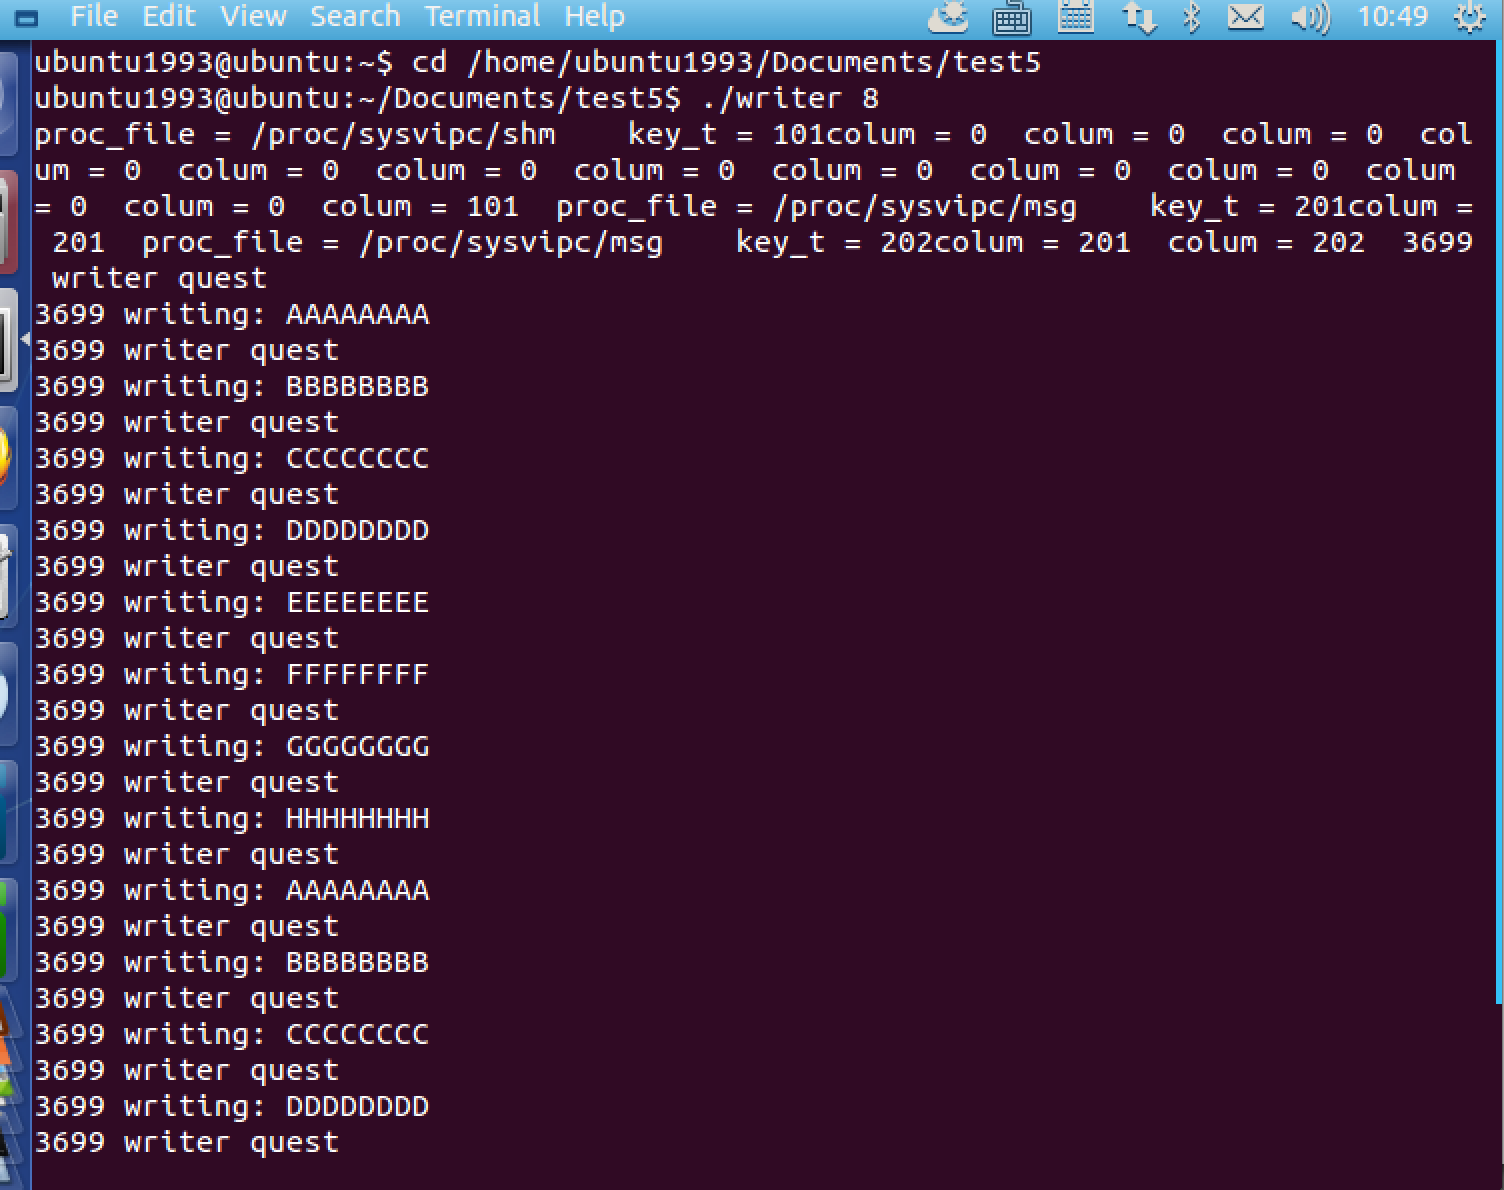 File Edit View Search Terminal Help 10:49
ubuntu1993@ubuntu:~$ cd /home/ubuntu1993/Documents/test5
ubuntu1993@ubuntu:~/Documents/test5$ ./writer 8
proc_file = /proc/sysvipc/shm    key_t = 101colum = 0  colum = 0  colum = 0  col
um = 0  colum = 0  colum = 0  colum = 0  colum = 0  colum = 0  colum = 0  colum
= 0  colum = 0  colum = 101  proc_file = /proc/sysvipc/msg    key_t = 201colum =
 201  proc_file = /proc/sysvipc/msg    key_t = 202colum = 201  colum = 202  3699
 writer quest
3699 writing: AAAAAAAA
3699 writer quest
3699 writing: BBBBBBBB
3699 writer quest
3699 writing: CCCCCCCC
3699 writer quest
3699 writing: DDDDDDDD
3699 writer quest
3699 writing: EEEEEEEE
3699 writer quest
3699 writing: FFFFFFFF
3699 writer quest
3699 writing: GGGGGGGG
3699 writer quest
3699 writing: HHHHHHHH
3699 writer quest
3699 writing: AAAAAAAA
3699 writer quest
3699 writing: BBBBBBBB
3699 writer quest
3699 writing: CCCCCCCC
3699 writer quest
3699 writing: DDDDDDDD
3699 writer quest